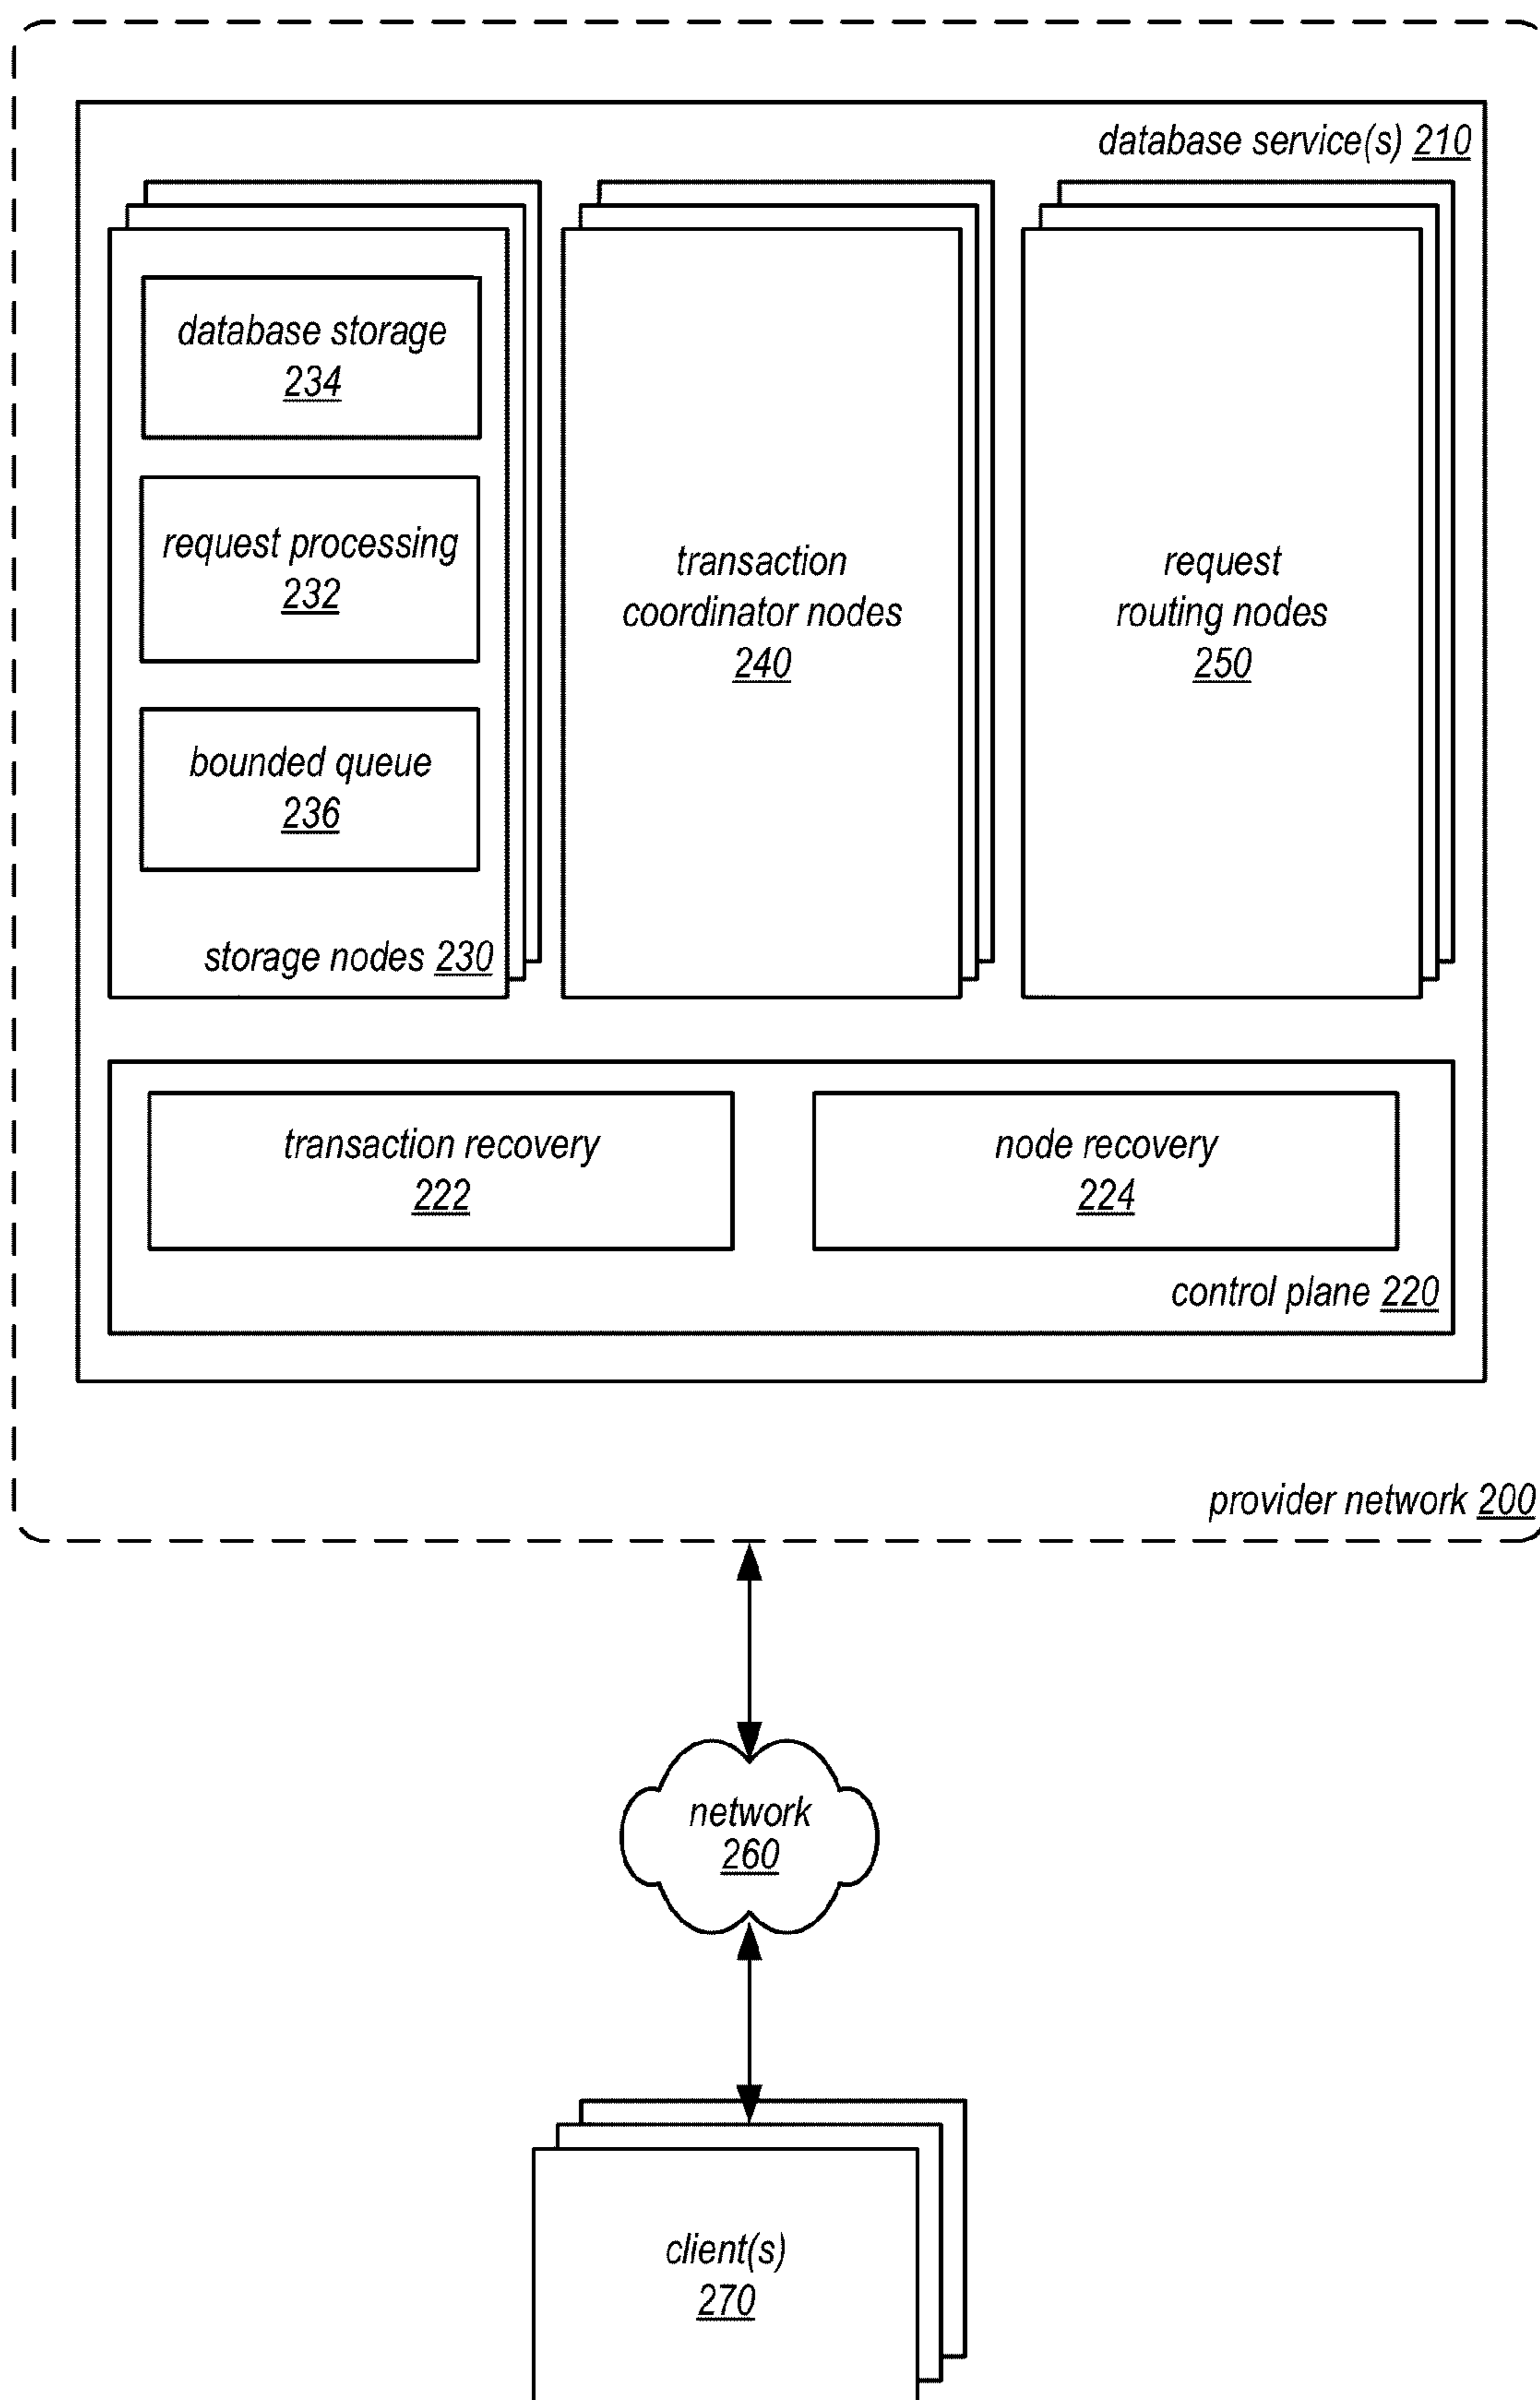 database service(s) 210
database storage
234
request processing
232
bounded queue
236
storage nodes 230
transaction
coordinator nodes
240
request
routing nodes
250
transaction recovery
222
node recovery
224
control plane 220
provider network 200
network
260
client(s)
270